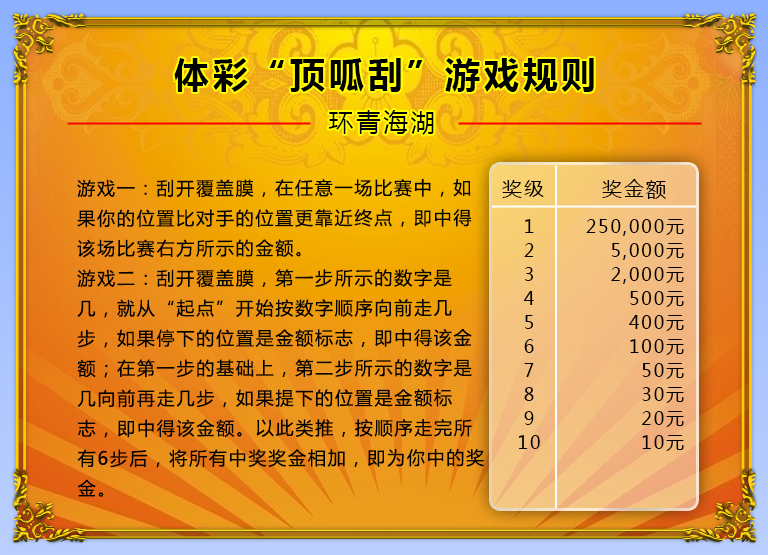 体彩“顶呱刮”游戏规则
环青海湖
游戏一：刮开覆盖膜，在任意一场比赛中，如
果你的位置比对手的位置更靠近终点，即中得
该场比赛右方所示的金额。
游戏二：刮开覆盖膜，第一步所示的数字是
几，就从“起点”开始按数字顺序向前走几
步，如果停下的位置是金额标志，即中得该金
额；在第一步的基础上，第二步所示的数字是
几向前再走几步，如果提下的位置是金额标
志，即中得该金额。以此类推，按顺序走完所
有6步后，将所有中奖奖金相加，即为你中的奖
金。
奖级 奖金额
1 250,000元
2 5,000元
3 2,000元
4 500元
5 400元
6 100元
7 50元
8 30元
9 20元
10 10元